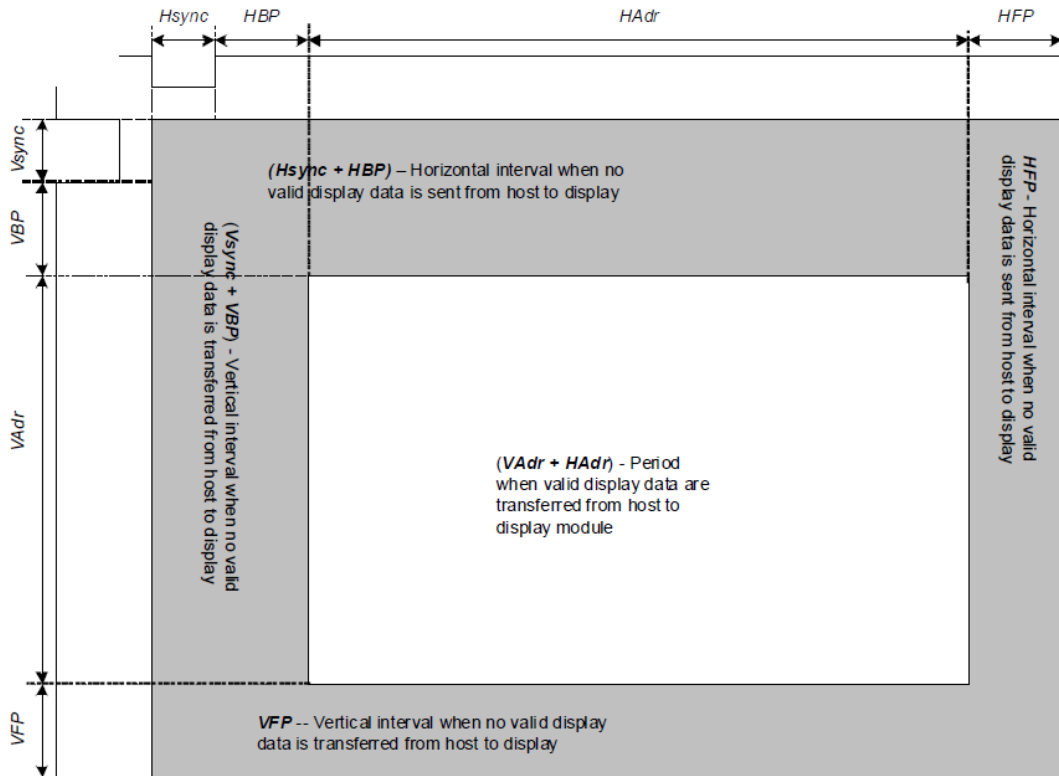 Hsync HBP HAdr HFP
Vsync
VBP
VAdr
VFP
(Hsync + HBP) – Horizontal interval when no
valid display data is sent from host to display
HFP - Horizontal interval when no valid
display data is sent from host to display
(Vsync + VBP) - Vertical interval when no valid
display data is transferred from host to display
(VAdr + HAdr) - Period
when valid display data are
transferred from host to
display module
VFP -- Vertical interval when no valid display
data is transferred from host to display